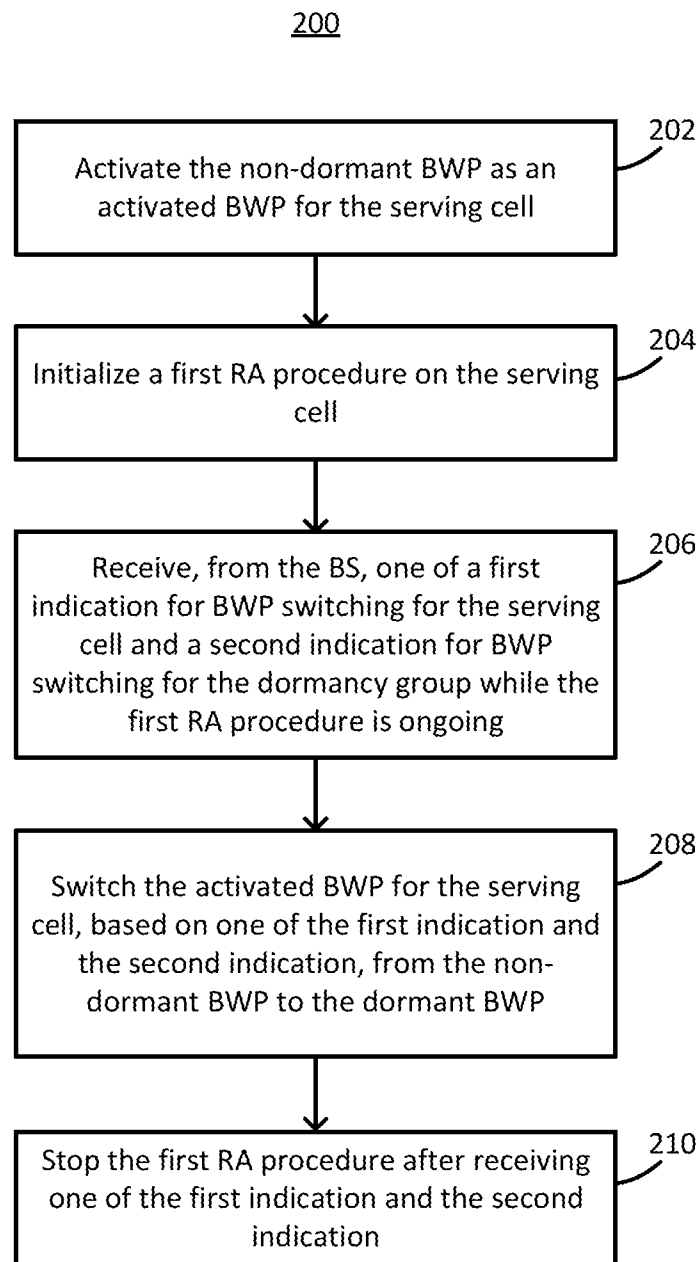 200
202
Activate the non-dormant BWP as an
activated BWP for the serving cell
204
Initialize a first RA procedure on the serving
cell
206
Receive, from the BS, one of a first
indication for BWP switching for the serving
cell and a second indication for BWP
switching for the dormancy group while the
first RA procedure is ongoing
208
Switch the activated BWP for the serving
cell, based on one of the first indication and
the second indication, from the non-
dormant BWP to the dormant BWP
210
Stop the first RA procedure after receiving
one of the first indication and the second
indication